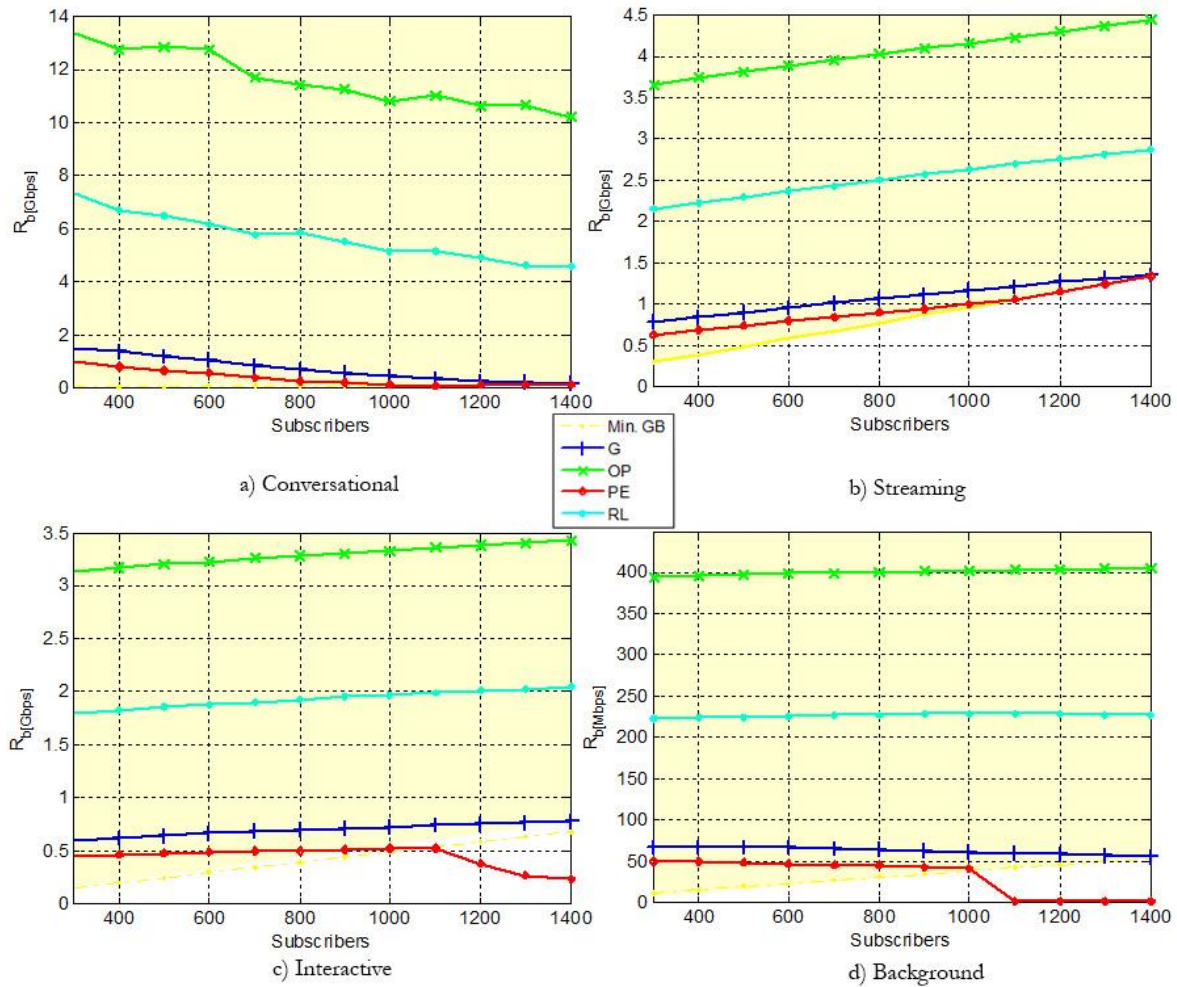 14
12
10
8
6
4
2
0
R_b[Gbps]
400 600 800 1000 1200 1400
Subscribers
a) Conversational
4.5
4
3.5
3
2.5
2
1.5
1
0.5
0
R_b[Gbps]
400 600 800 1000 1200 1400
Subscribers
b) Streaming
Min. GB
G
OP
PE
RL
3.5
3
2.5
2
1.5
1
0.5
0
R_b[Gbps]
400 600 800 1000 1200 1400
Subscribers
c) Interactive
400
350
300
250
200
150
100
50
0
R_b[Mbps]
400 600 800 1000 1200 1400
Subscribers
d) Background